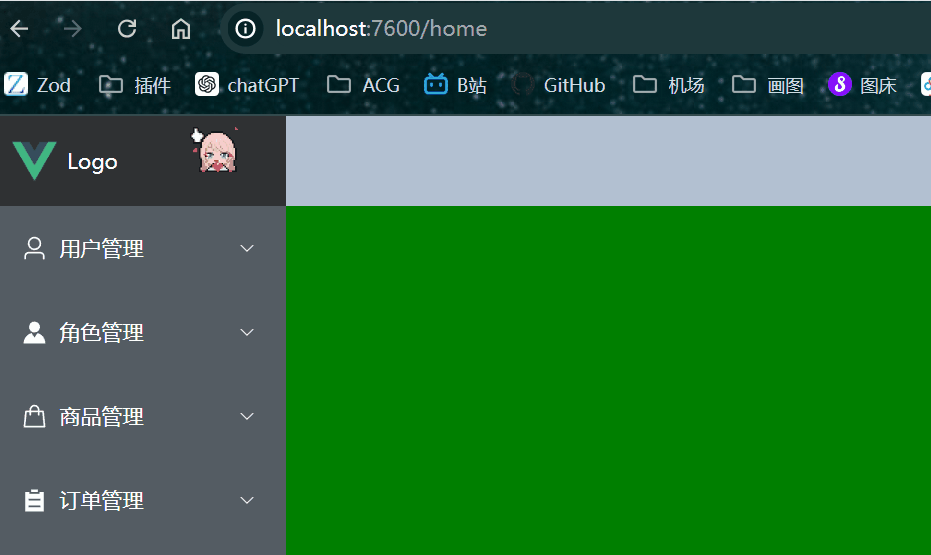 localhost:7600/home
Zod 插件 chatGPT ACG B站 GitHub 机场 画图 图床
Logo
用户管理
角色管理
商品管理
订单管理